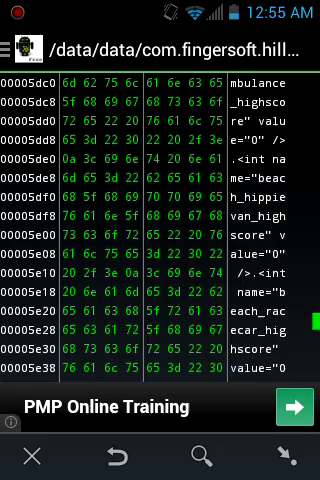 12:55 AM
Free
/data/data/com.fingersoft.hill...
00005dc0 6d 62 75 6c 61 6e 63 65 mbulance
00005dc8 5f 68 69 67 68 73 63 6f _highsco
00005dd0 72 65 22 20 76 61 6c 75 re" valu
00005dd8 65 3d 22 30 22 20 2f 3e e="0" />
00005de0 0a 3c 69 6e 74 20 6e 61 .<int na
00005de8 6d 65 3d 22 62 65 61 63 me="beac
00005df0 68 5f 68 69 70 70 69 65 h_hippie
00005df8 76 61 6e 5f 68 69 67 68 van_high
00005e00 73 63 6f 72 65 22 20 76 score" v
00005e08 61 6c 75 65 3d 22 30 22 alue="0"
00005e10 20 2f 3e 0a 3c 69 6e 74 />.<int
00005e18 20 6e 61 6d 65 3d 22 62 name="b
00005e20 65 61 63 68 5f 72 61 63 each_rac
00005e28 65 63 61 72 5f 68 69 67 ecar_hig
00005e30 68 73 63 6f 72 65 22 20 hscore"
00005e38 76 61 6c 75 65 3d 22 30 value="0
PMP Online Training